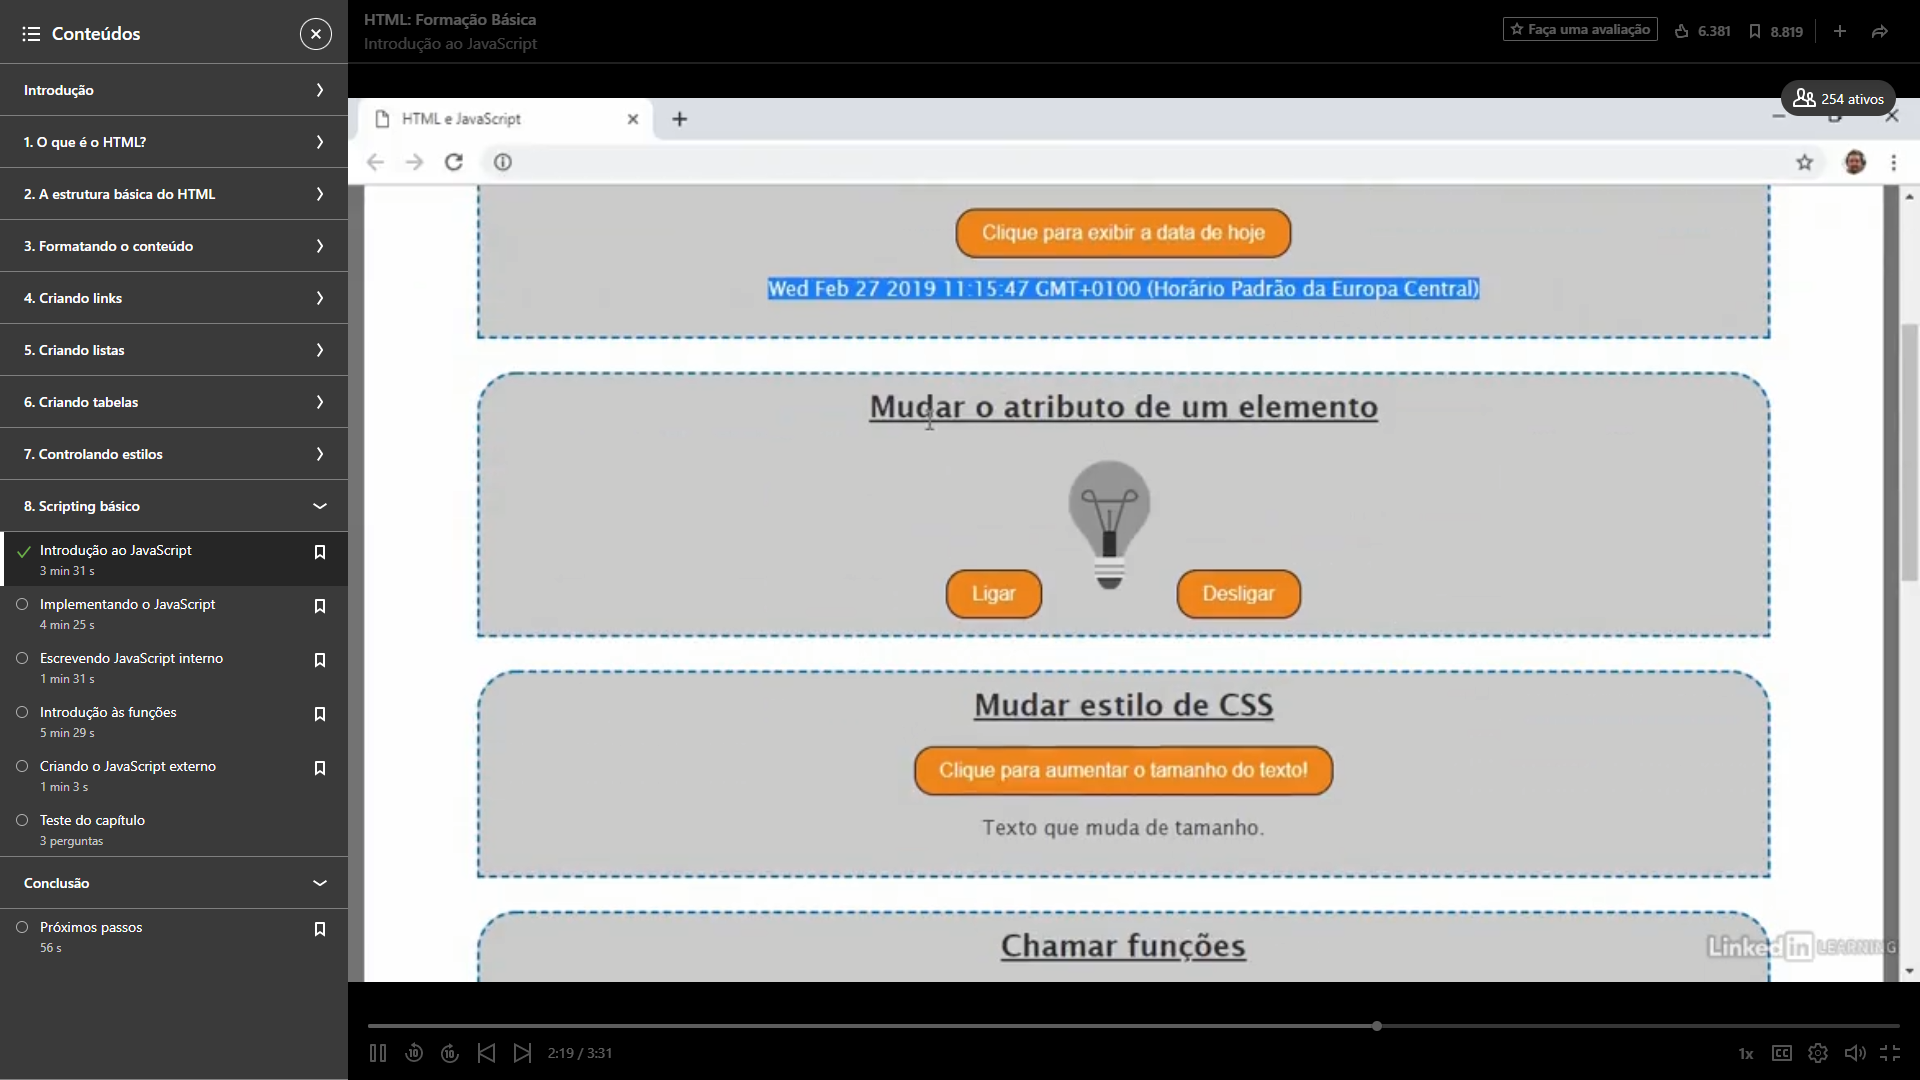 Conteúdos
Introdução
1. O que é o HTML?
2. A estrutura básica do HTML
3. Formatando o conteúdo
4. Criando links
5. Criando listas
6. Criando tabelas
7. Controlando estilos
8. Scripting básico
Introdução ao JavaScript
3 min 31 s
Implementando o JavaScript
4 min 25 s
Escrevendo JavaScript interno
1 min 31 s
Introdução às funções
5 min 29 s
Criando o JavaScript externo
1 min 3 s
Teste do capítulo
3 perguntas
Conclusão
Próximos passos
56 s
HTML: Formação Básica
Introdução ao JavaScript
Faça uma avaliação
6.381
8.819
254 ativos
HTML e JavaScript
Clique para exibir a data de hoje
Wed Feb 27 2019 11:15:47 GMT+0100 (Horário Padrão da Europa Central)
Mudar o atributo de um elemento
Ligar
Desligar
Mudar estilo de CSS
Clique para aumentar o tamanho do texto!
Texto que muda de tamanho.
Chamar funções
Linked in LEARNING
10
10
2:19 / 3:31
1x
CC